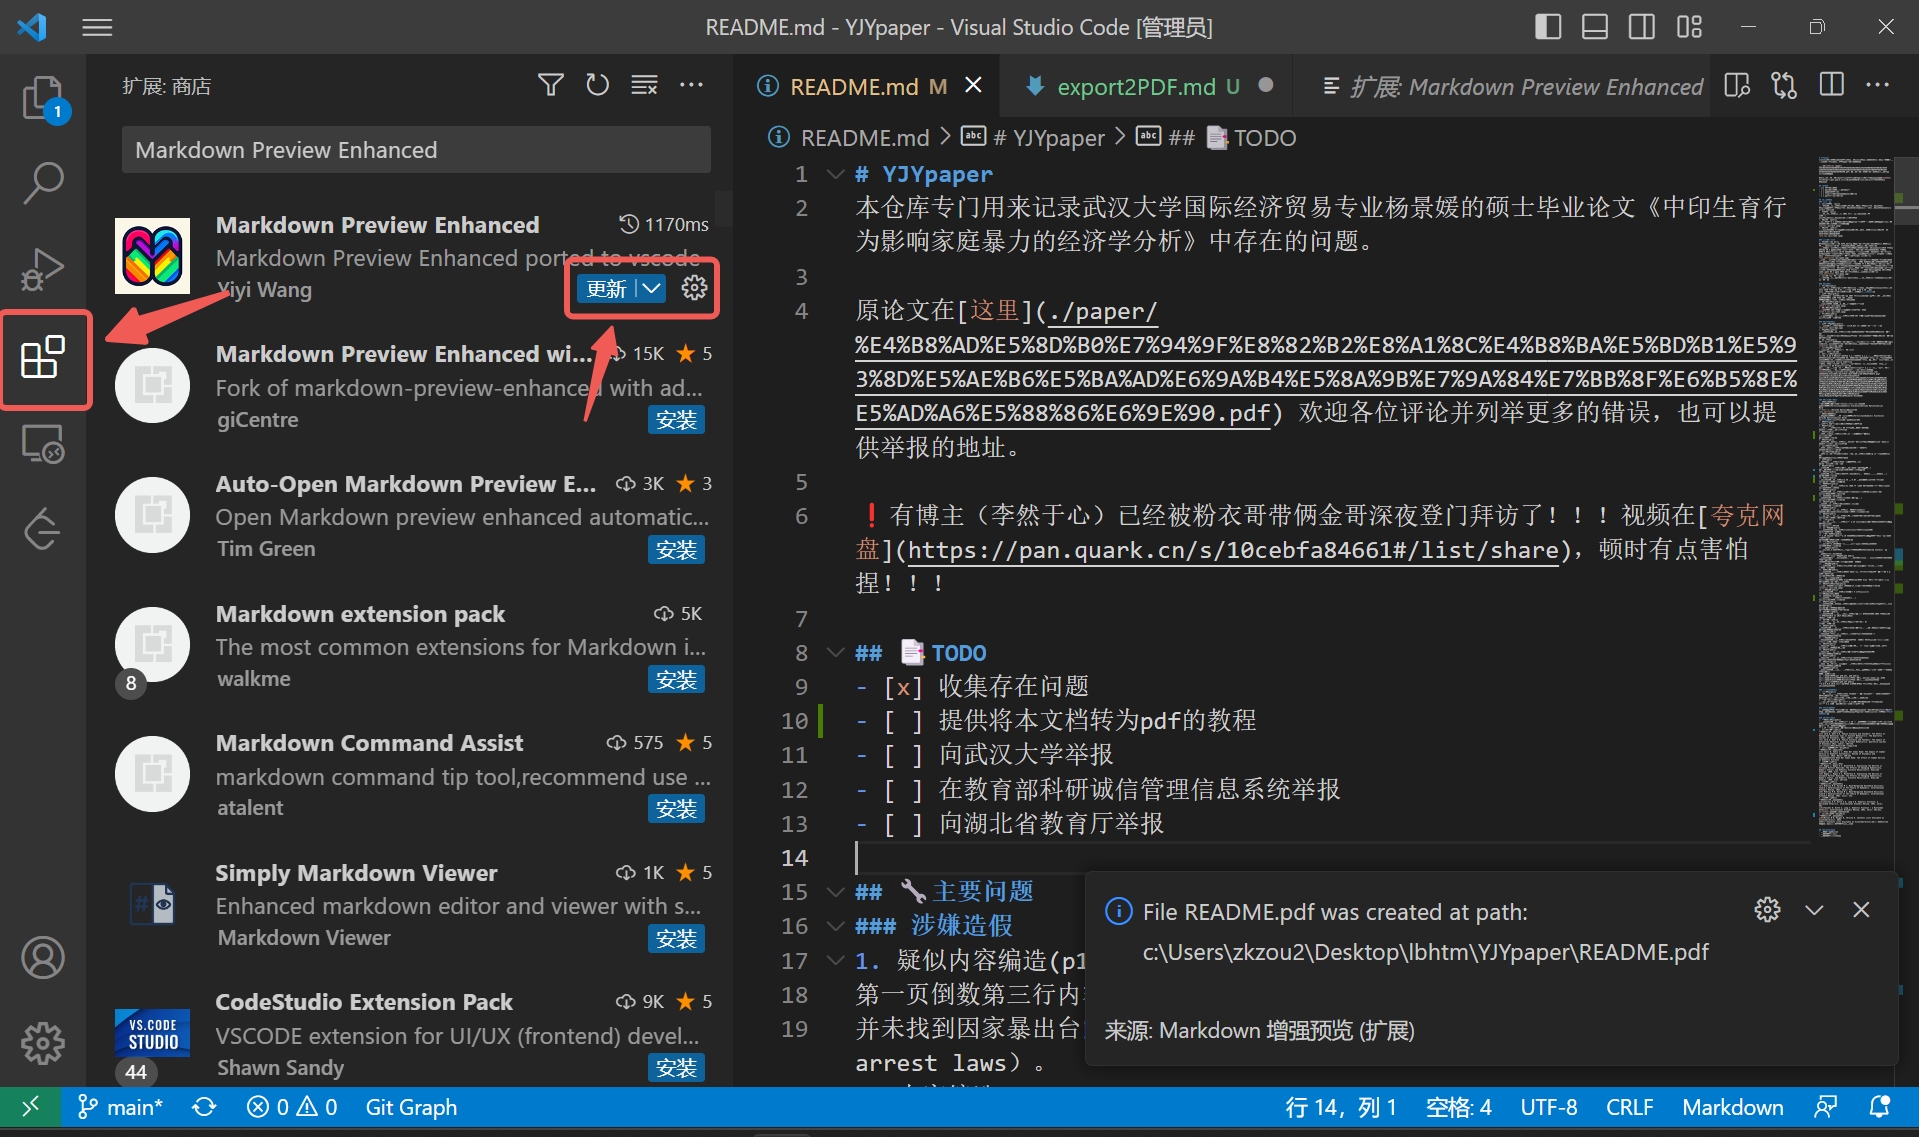 README.md - YJYpaper - Visual Studio Code [管理员]
1
扩展: 商店
Markdown Preview Enhanced
Markdown Preview Enhanced
1170ms
Markdown Preview Enhanced ported to vscode
Yiyi Wang
更新
Markdown Preview Enhanced wi...
15K
5
Fork of markdown-preview-enhanced with ad...
giCentre
安装
Auto-Open Markdown Preview E...
3K
3
Open Markdown preview enhanced automatic...
Tim Green
安装
Markdown extension pack
5K
The most common extensions for Markdown i...
8
walkme
安装
Markdown Command Assist
575
5
markdown command tip tool,recommend use ...
atalent
安装
Simply Markdown Viewer
1K
5
Enhanced markdown editor and viewer with s...
Markdown Viewer
安装
CodeStudio Extension Pack
9K
5
VS.CODE
STUDIO
VSCODE extension for UI/UX (frontend) devel...
44
Shawn Sandy
安装
README.md M
export2PDF.md U
扩展: Markdown Preview Enhanced
README.md > # YJYpaper > ## 📑TODO
1 # YJYpaper
2 本仓库专门用来记录武汉大学国际经济贸易专业杨景媛的硕士毕业论文《中印生育行
为影响家庭暴力的经济学分析》中存在的问题。
3
4 原论文在[这里](./paper/
%E4%B8%AD%E5%8D%B0%E7%94%9F%E8%82%B2%E8%A1%8C%E4%B8%BA%E5%BD%B1%E5%9
3%8D%E5%AE%B6%E5%BA%AD%E6%9A%B4%E5%8A%9B%E7%9A%84%E7%BB%8F%E6%B5%8E%
E5%AD%A6%E5%88%86%E6%9E%90.pdf) 欢迎各位评论并列举更多的错误，也可以提
供举报的地址。
5
6 ❗有博主（李然于心）已经被粉衣哥带俩金哥深夜登门拜访了！！！视频在[夸克网
盘](https://pan.quark.cn/s/10cebfa84661#/list/share)，顿时有点害怕
捏！！！
7
8 ## 📑TODO
9 - [x] 收集存在问题
10 - [ ] 提供将本文档转为pdf的教程
11 - [ ] 向武汉大学举报
12 - [ ] 在教育部科研诚信管理信息系统举报
13 - [ ] 向湖北省教育厅举报
14
15 ## 🔧主要问题
16 ### 涉嫌造假
17 1. 疑似内容编造(p1
18 第一页倒数第三行内
19 并未找到因家暴出台
arrest laws）。
File README.pdf was created at path:
c:\Users\zkzou2\Desktop\lbhtm\YJYpaper\README.pdf
来源: Markdown 增强预览 (扩展)
main*
0
0
Git Graph
行 14，列 1
空格: 4
UTF-8
CRLF
Markdown